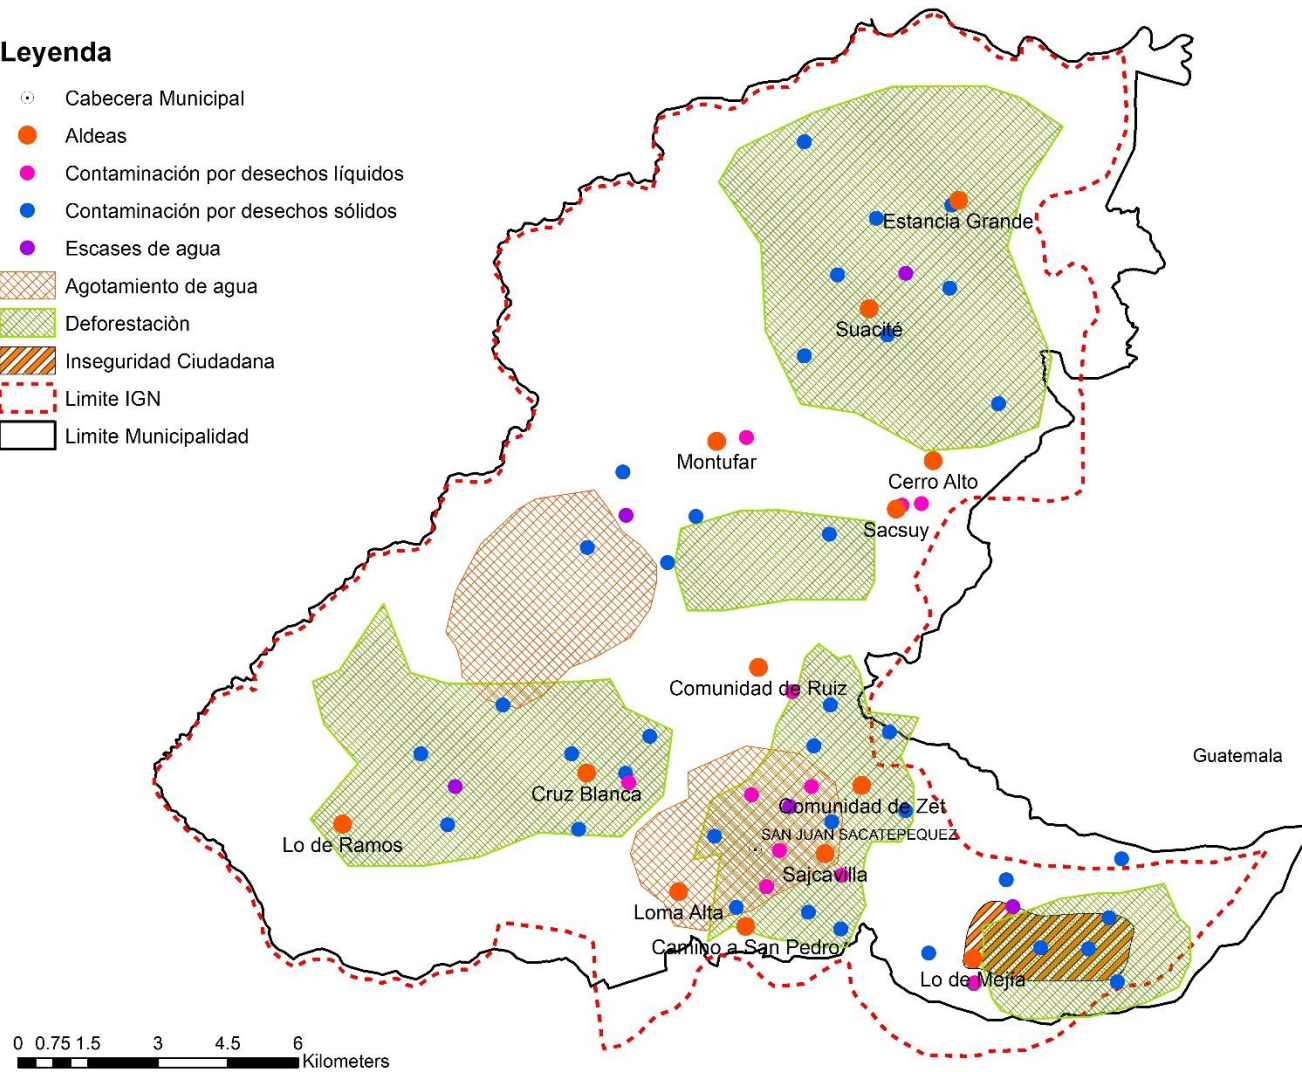 Leyenda
Cabecera Municipal
Aldeas
Contaminación por desechos líquidos
Contaminación por desechos sólidos
Escases de agua
Agotamiento de agua
Deforestaciòn
Inseguridad Ciudadana
Limite IGN
Limite Municipalidad
Estancia Grande
Suacité
Montufar
Cerro Alto
Sacsuy
Comunidad de Ruiz
Guatemala
Cruz Blanca
Comunidad de Zet
SAN JUAN SACATEPEQUEZ
Lo de Ramos
Sajcavilla
Loma Alta
Camino a San Pedro
Lo de Mejía
0 0.75 1.5 3 4.5 6
Kilometers